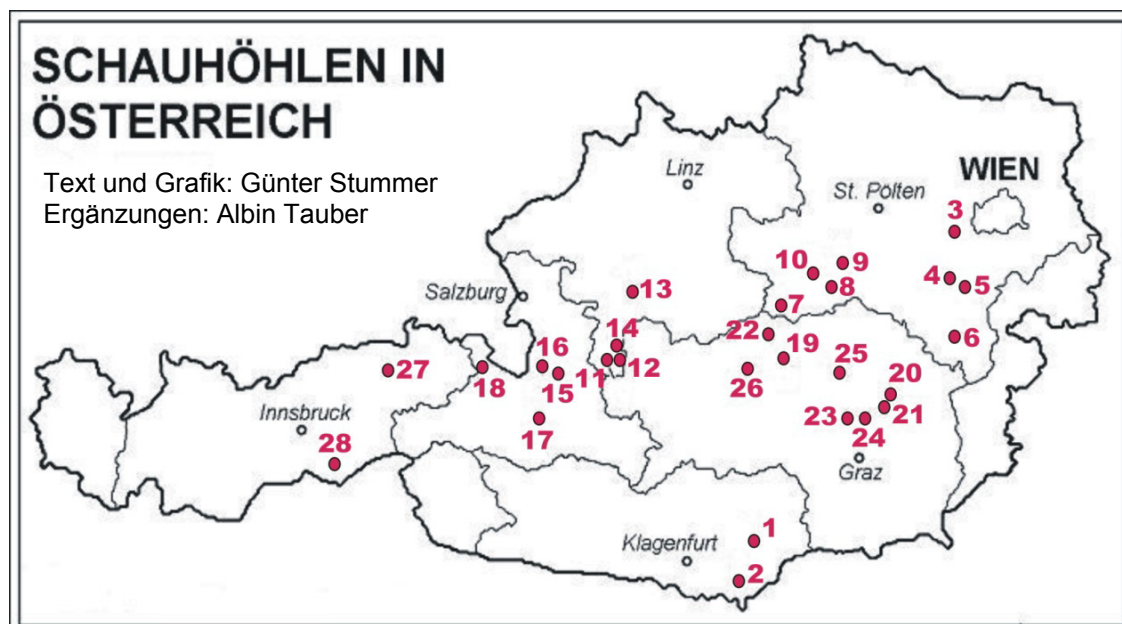 SCHAUHÖHLEN IN
ÖSTERREICH
Text und Grafik: Günter Stummer
Ergänzungen: Albin Tauber
Linz
WIEN
St. Pölten
3
9
10
4
5
8
Salzburg
13
7
14
22
6
16
19
27
18
11
12
25
15
26
20
Innsbruck
21
17
23
24
28
Graz
1
Klagenfurt
2